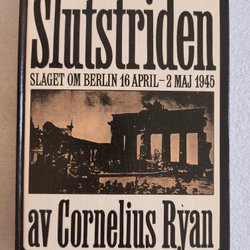 Slutstriden
SLAGET OM BERLIN 16 APRIL–2 MAJ 1945
av Cornelius Ryan